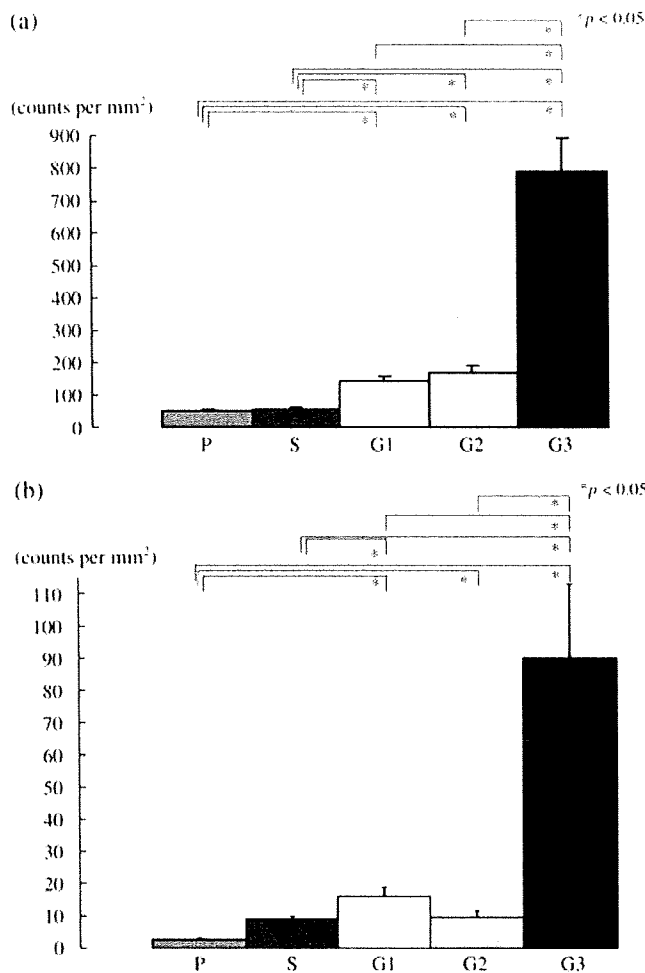 (a)
*p < 0.05
* * * * * * * * *
(counts per mm²)
900
800
700
600
500
400
300
200
100
0
P S G1 G2 G3
(b)
*p < 0.05
* * * * * * * *
(counts per mm²)
110
100
90
80
70
60
50
40
30
20
10
0
P S G1 G2 G3